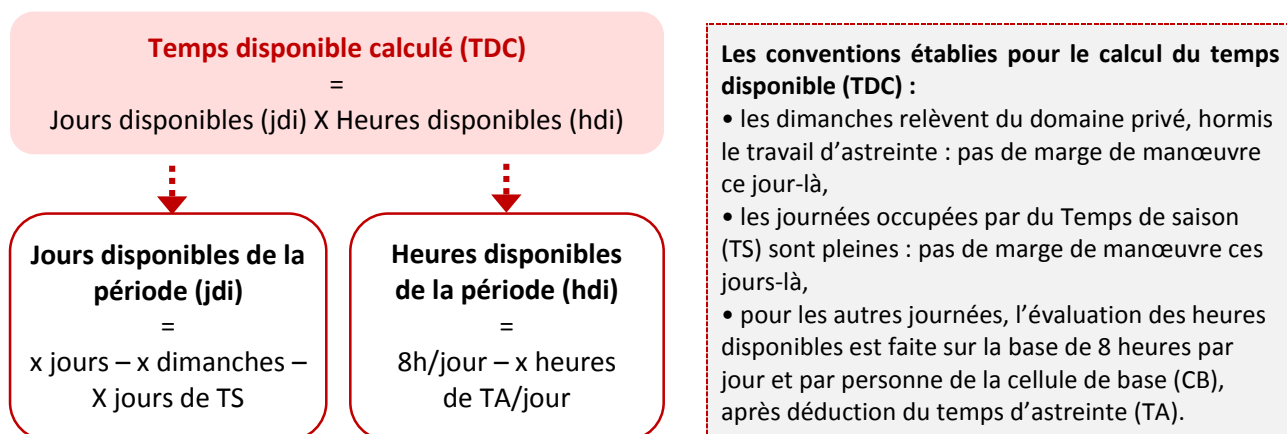 Temps disponible calculé (TDC)
=
Jours disponibles (jdi) X Heures disponibles (hdi)
Jours disponibles de la
période (jdi)
=
x jours – x dimanches –
X jours de TS
Heures disponibles
de la période (hdi)
=
8h/jour – x heures
de TA/jour
Les conventions établies pour le calcul du temps
disponible (TDC) :
• les dimanches relèvent du domaine privé, hormis
le travail d’astreinte : pas de marge de manœuvre
ce jour-là,
• les journées occupées par du Temps de saison
(TS) sont pleines : pas de marge de manœuvre ces
jours-là,
• pour les autres journées, l’évaluation des heures
disponibles est faite sur la base de 8 heures par
jour et par personne de la cellule de base (CB),
après déduction du temps d’astreinte (TA).